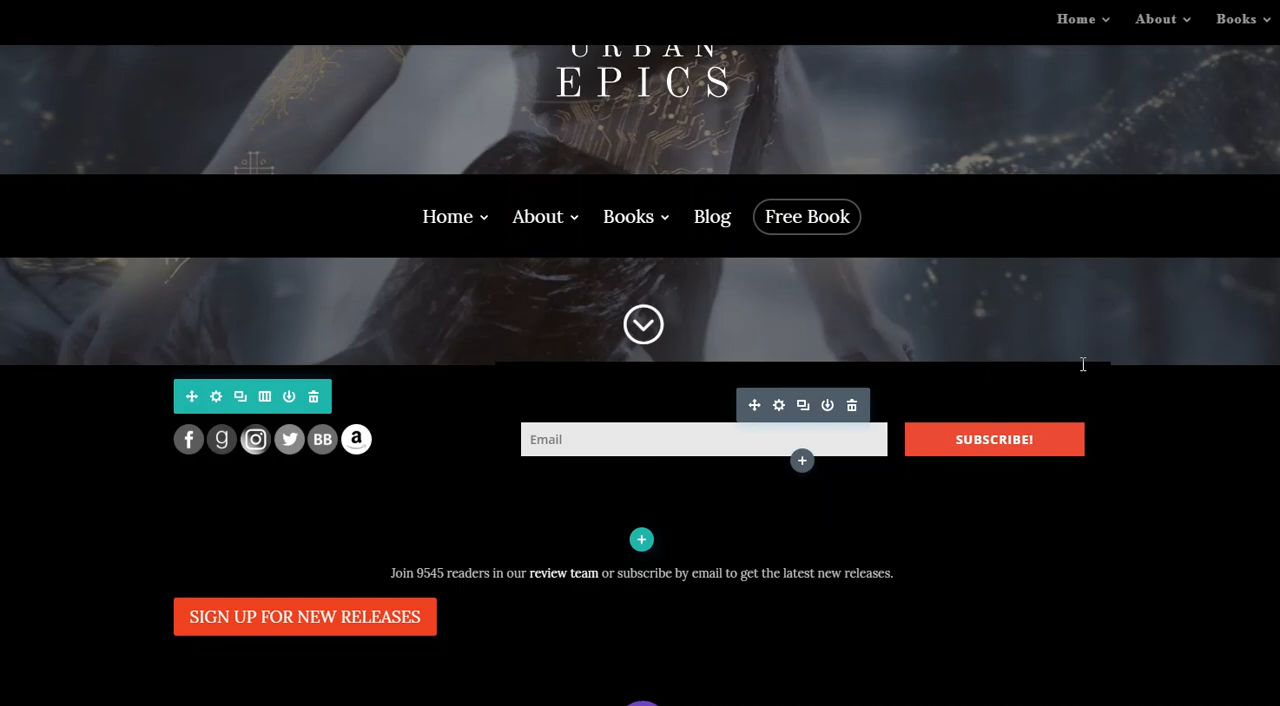 Home About Books
URBAN
EPICS
Home About Books Blog Free Book
f g BB a
Email SUBSCRIBE!
Join 9545 readers in our review team or subscribe by email to get the latest new releases.
SIGN UP FOR NEW RELEASES